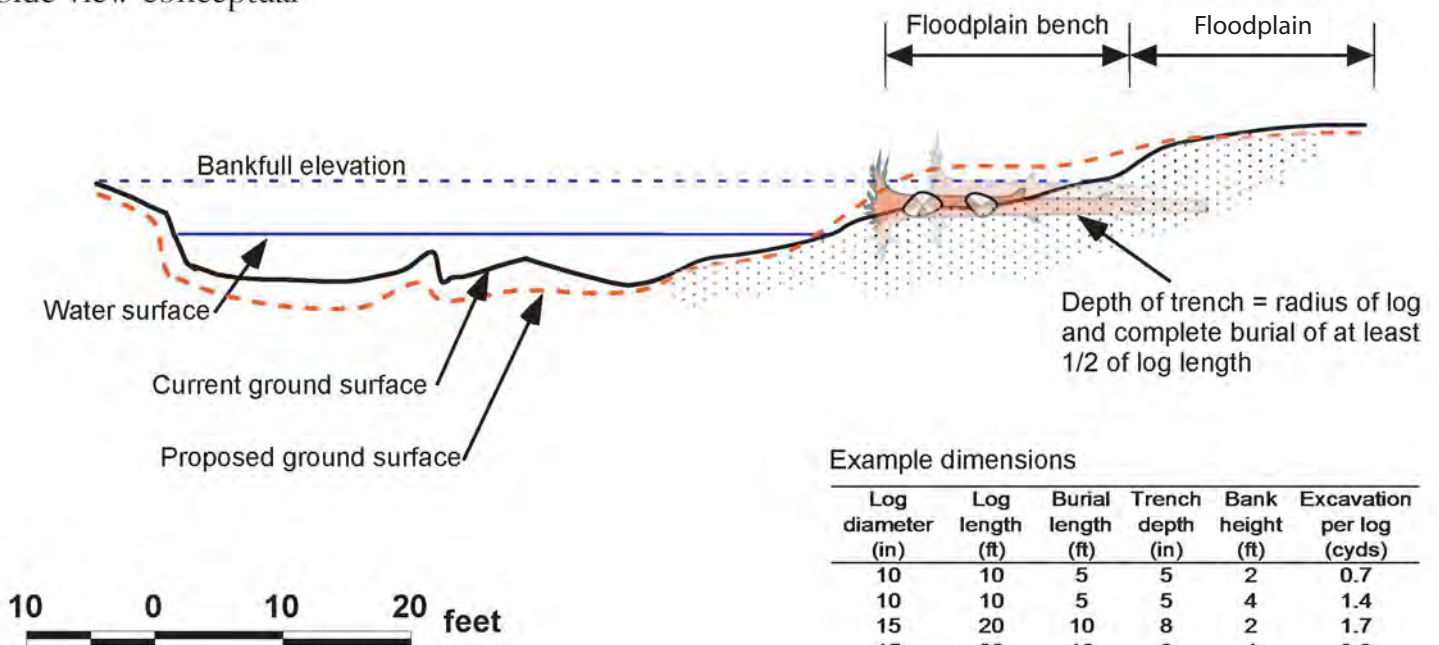 Floodplain bench
Floodplain
Bankfull elevation
Water surface
Current ground surface
Proposed ground surface
Depth of trench = radius of log
and complete burial of at least
1/2 of log length
Example dimensions
Log Log Burial Trench Bank Excavation
diameter length length depth height per log
(in) (ft) (ft) (in) (ft) (cyds)
10 10 5 5 2 0.7
10 10 5 5 4 1.4
15 20 10 8 2 1.7
10 0 10 20 feet